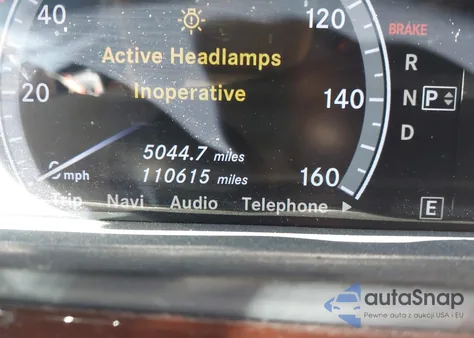 40
120
BRAKE
Active Headlamps
R
Inoperative
20
140
N P
D
5044.7 miles
0 mph
110615 miles
160
Trip Navi Audio Telephone
E
autoSnap
Pewne auta z aukcji USA i EU